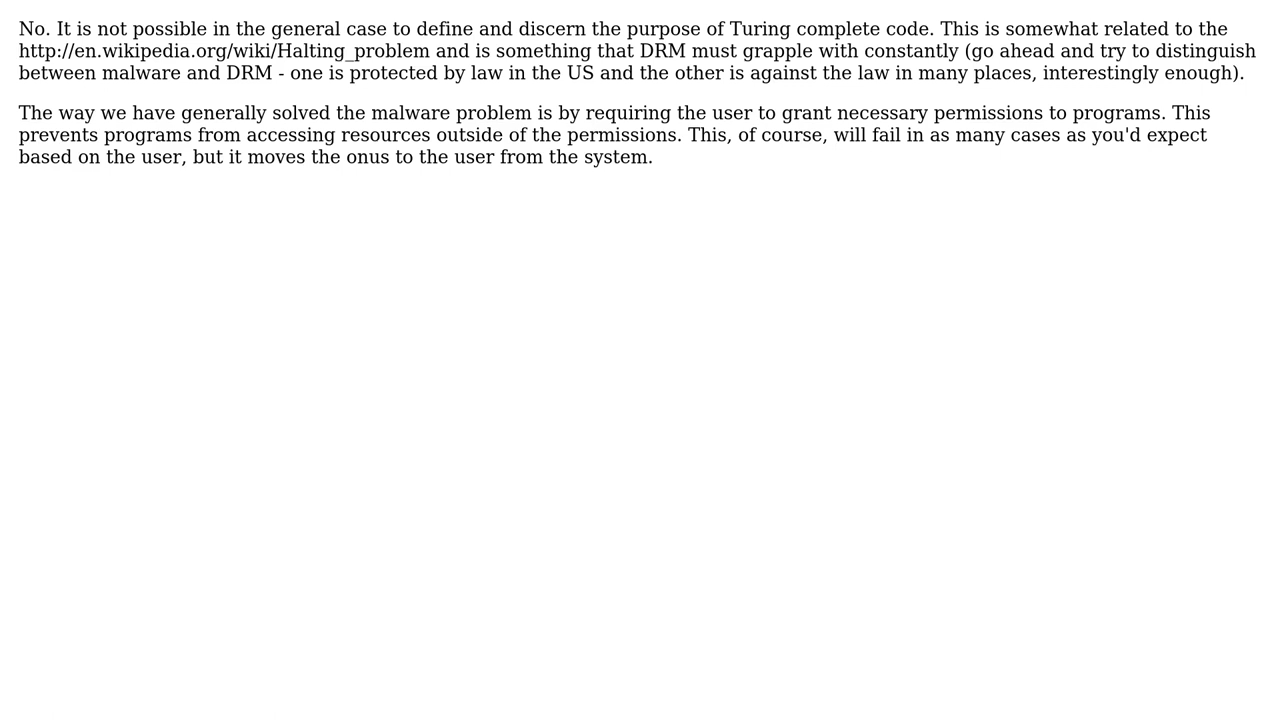 No. It is not possible in the general case to define and discern the purpose of Turing complete code. This is somewhat related to the
http://en.wikipedia.org/wiki/Halting_problem and is something that DRM must grapple with constantly (go ahead and try to distinguish
between malware and DRM - one is protected by law in the US and the other is against the law in many places, interestingly enough).
The way we have generally solved the malware problem is by requiring the user to grant necessary permissions to programs. This
prevents programs from accessing resources outside of the permissions. This, of course, will fail in as many cases as you'd expect
based on the user, but it moves the onus to the user from the system.